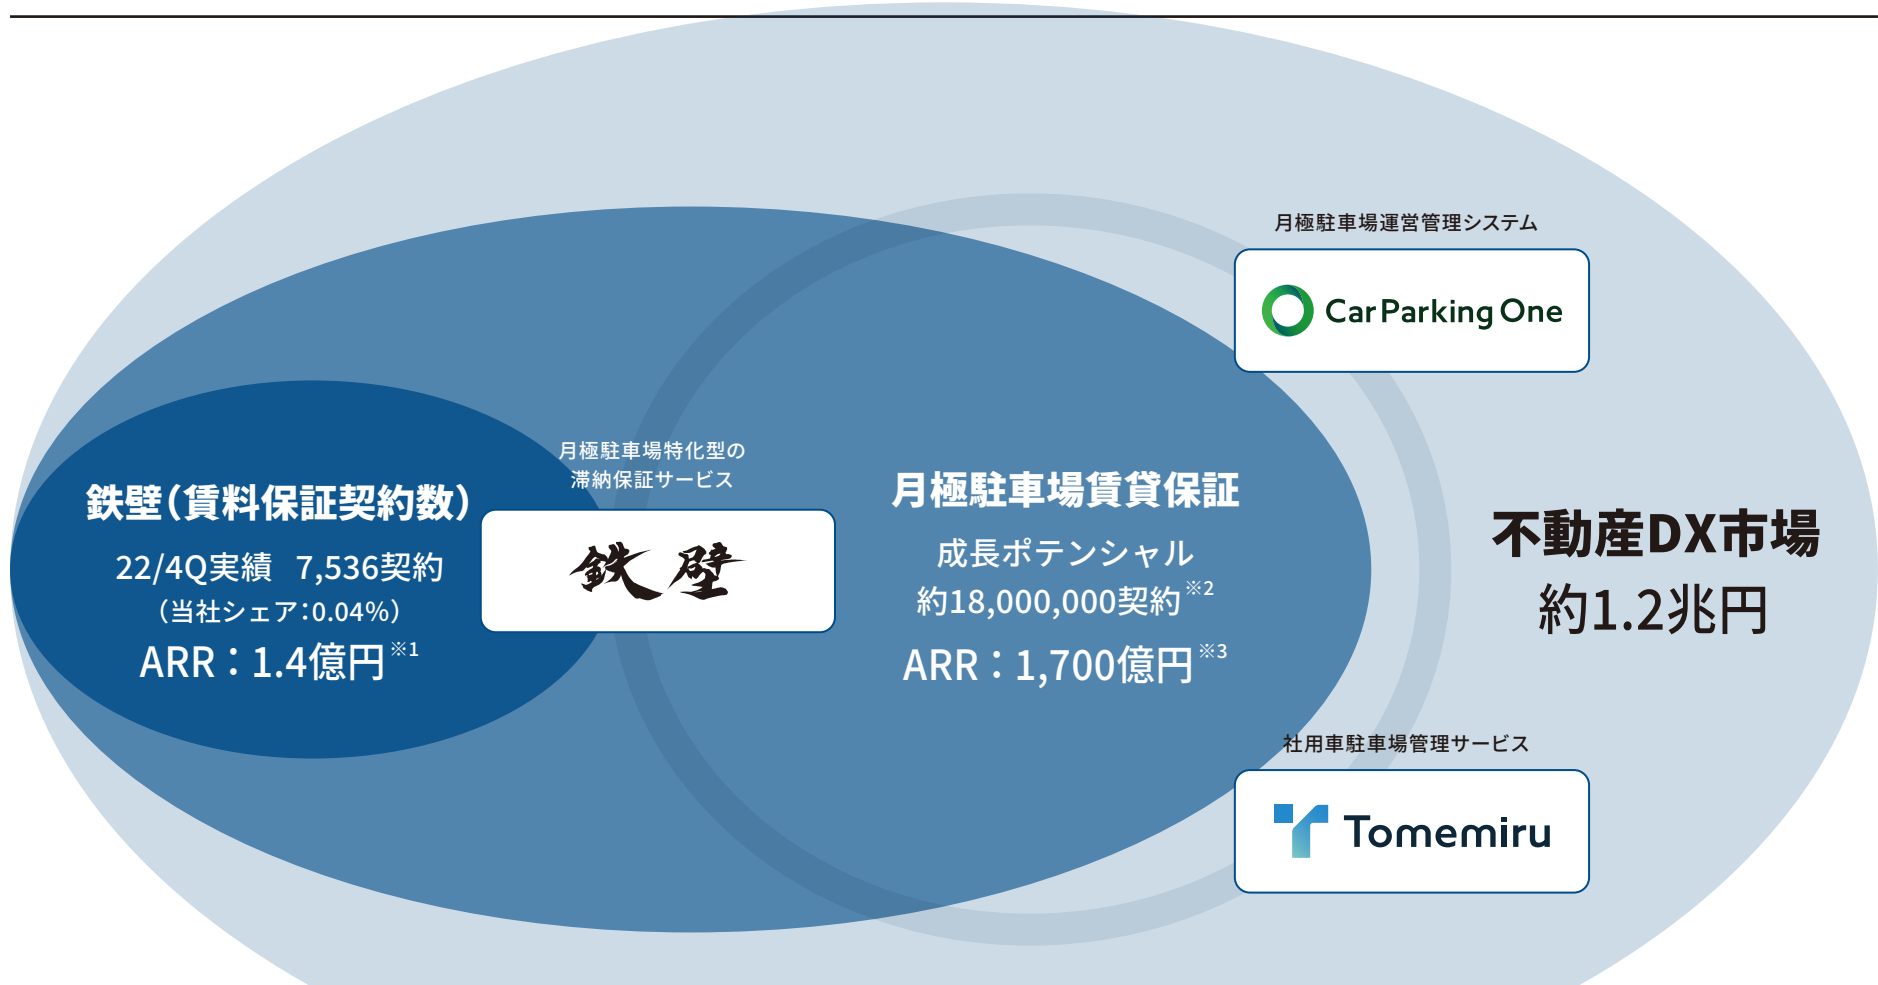 月極駐車場運営管理システム
Car Parking One
月極駐車場特化型の
滞納保証サービス
鉄壁
鉄壁（賃料保証契約数）
22/4Q実績 7,536契約
（当社シェア：0.04%）
ARR：1.4億円※1
月極駐車場賃貸保証
成長ポテンシャル
約18,000,000契約※2
ARR：1,700億円※3
不動産DX市場
約1.2兆円
社用車駐車場管理サービス
Tomemiru